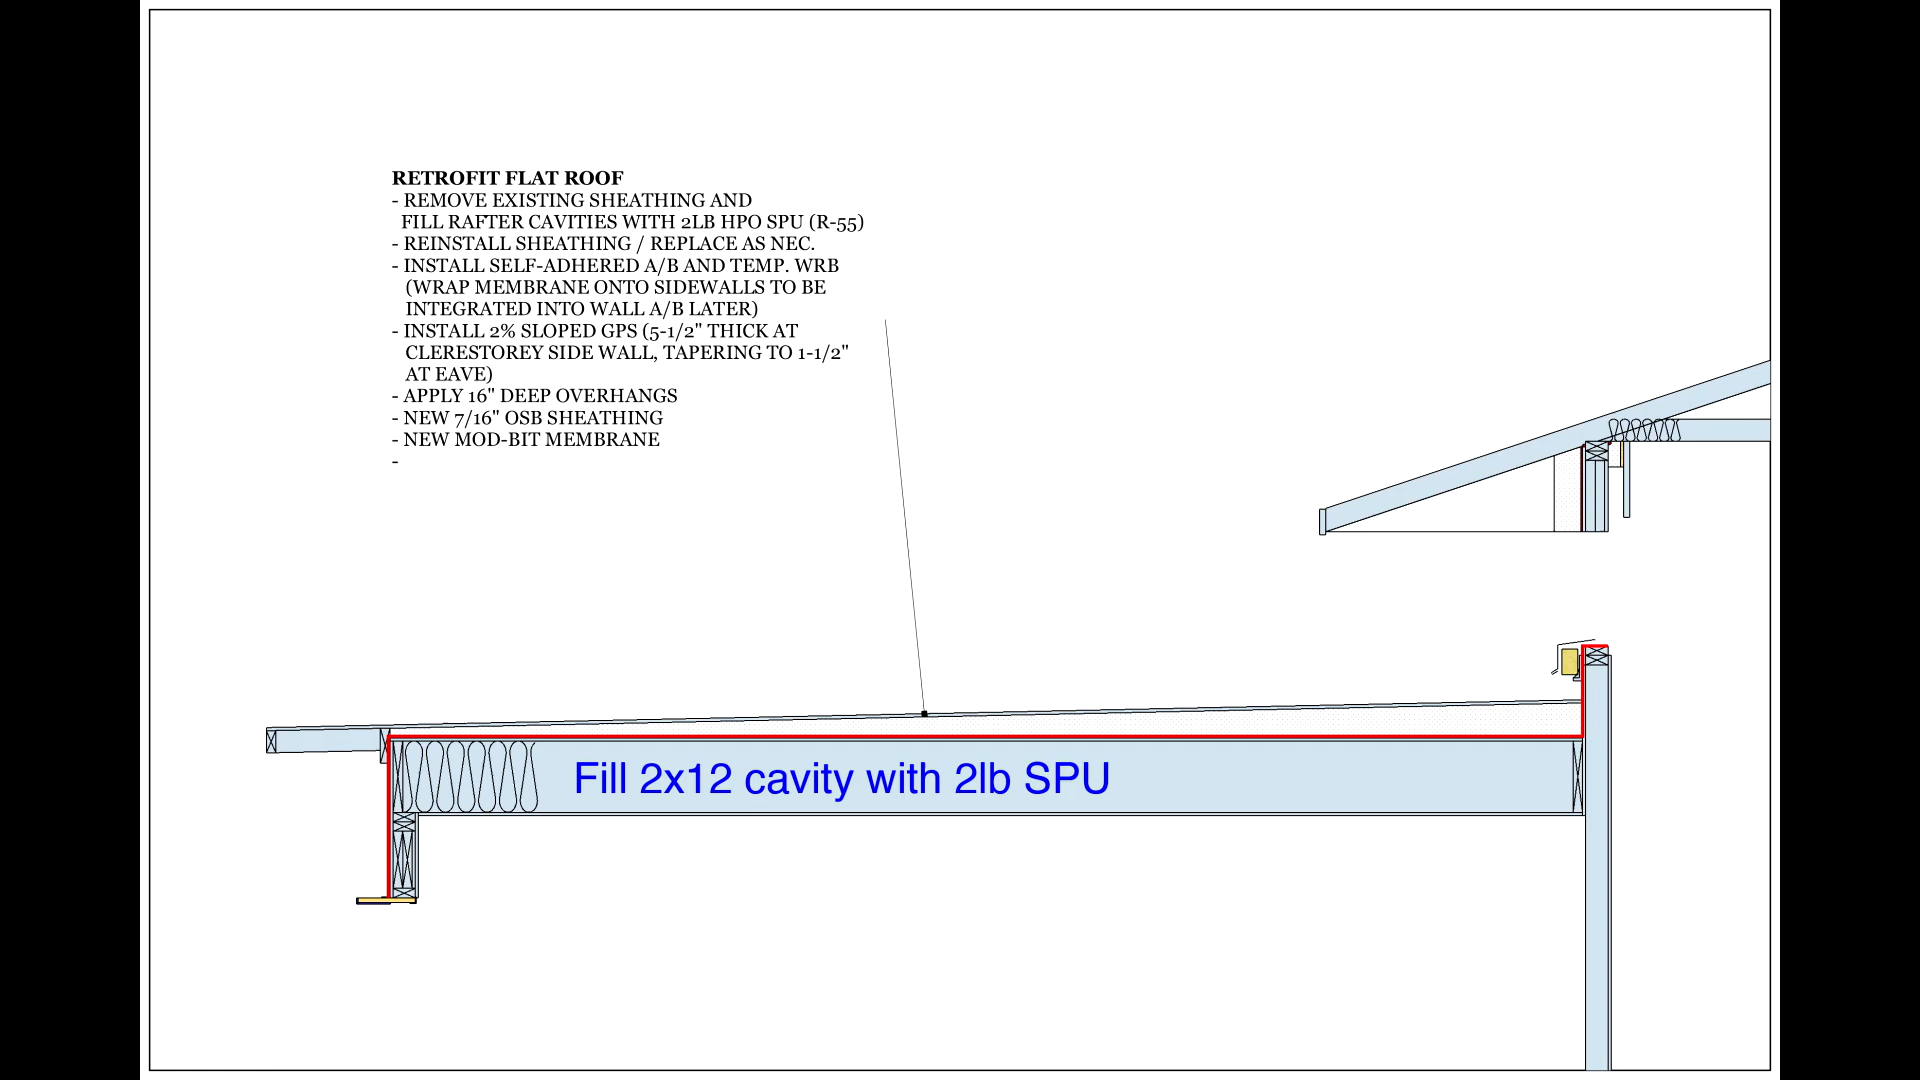 RETROFIT FLAT ROOF
- REMOVE EXISTING SHEATHING AND
FILL RAFTER CAVITIES WITH 2LB HPO SPU (R-55)
- REINSTALL SHEATHING / REPLACE AS NEC.
- INSTALL SELF-ADHERED A/B AND TEMP. WRB
(WRAP MEMBRANE ONTO SIDEWALLS TO BE
INTEGRATED INTO WALL A/B LATER)
- INSTALL 2% SLOPED GPS (5-1/2" THICK AT
CLERESTOREY SIDE WALL, TAPERING TO 1-1/2"
AT EAVE)
- APPLY 16" DEEP OVERHANGS
- NEW 7/16" OSB SHEATHING
- NEW MOD-BIT MEMBRANE
-
Fill 2x12 cavity with 2lb SPU